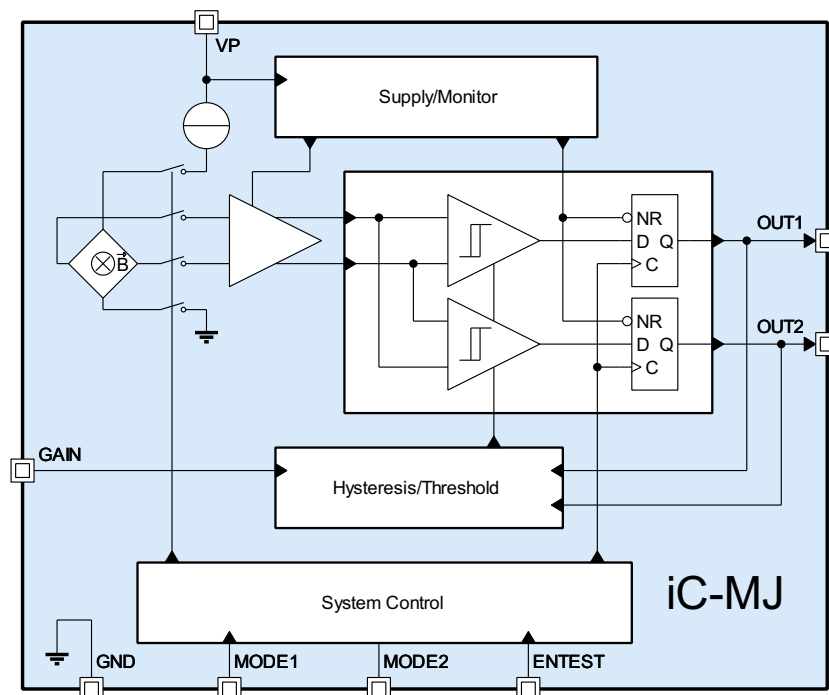 VP
Supply/Monitor
B
NR
D Q
C
OUT1
NR
D Q
C
OUT2
GAIN
Hysteresis/Threshold
System Control
iC-MJ
GND
MODE1
MODE2
ENTEST